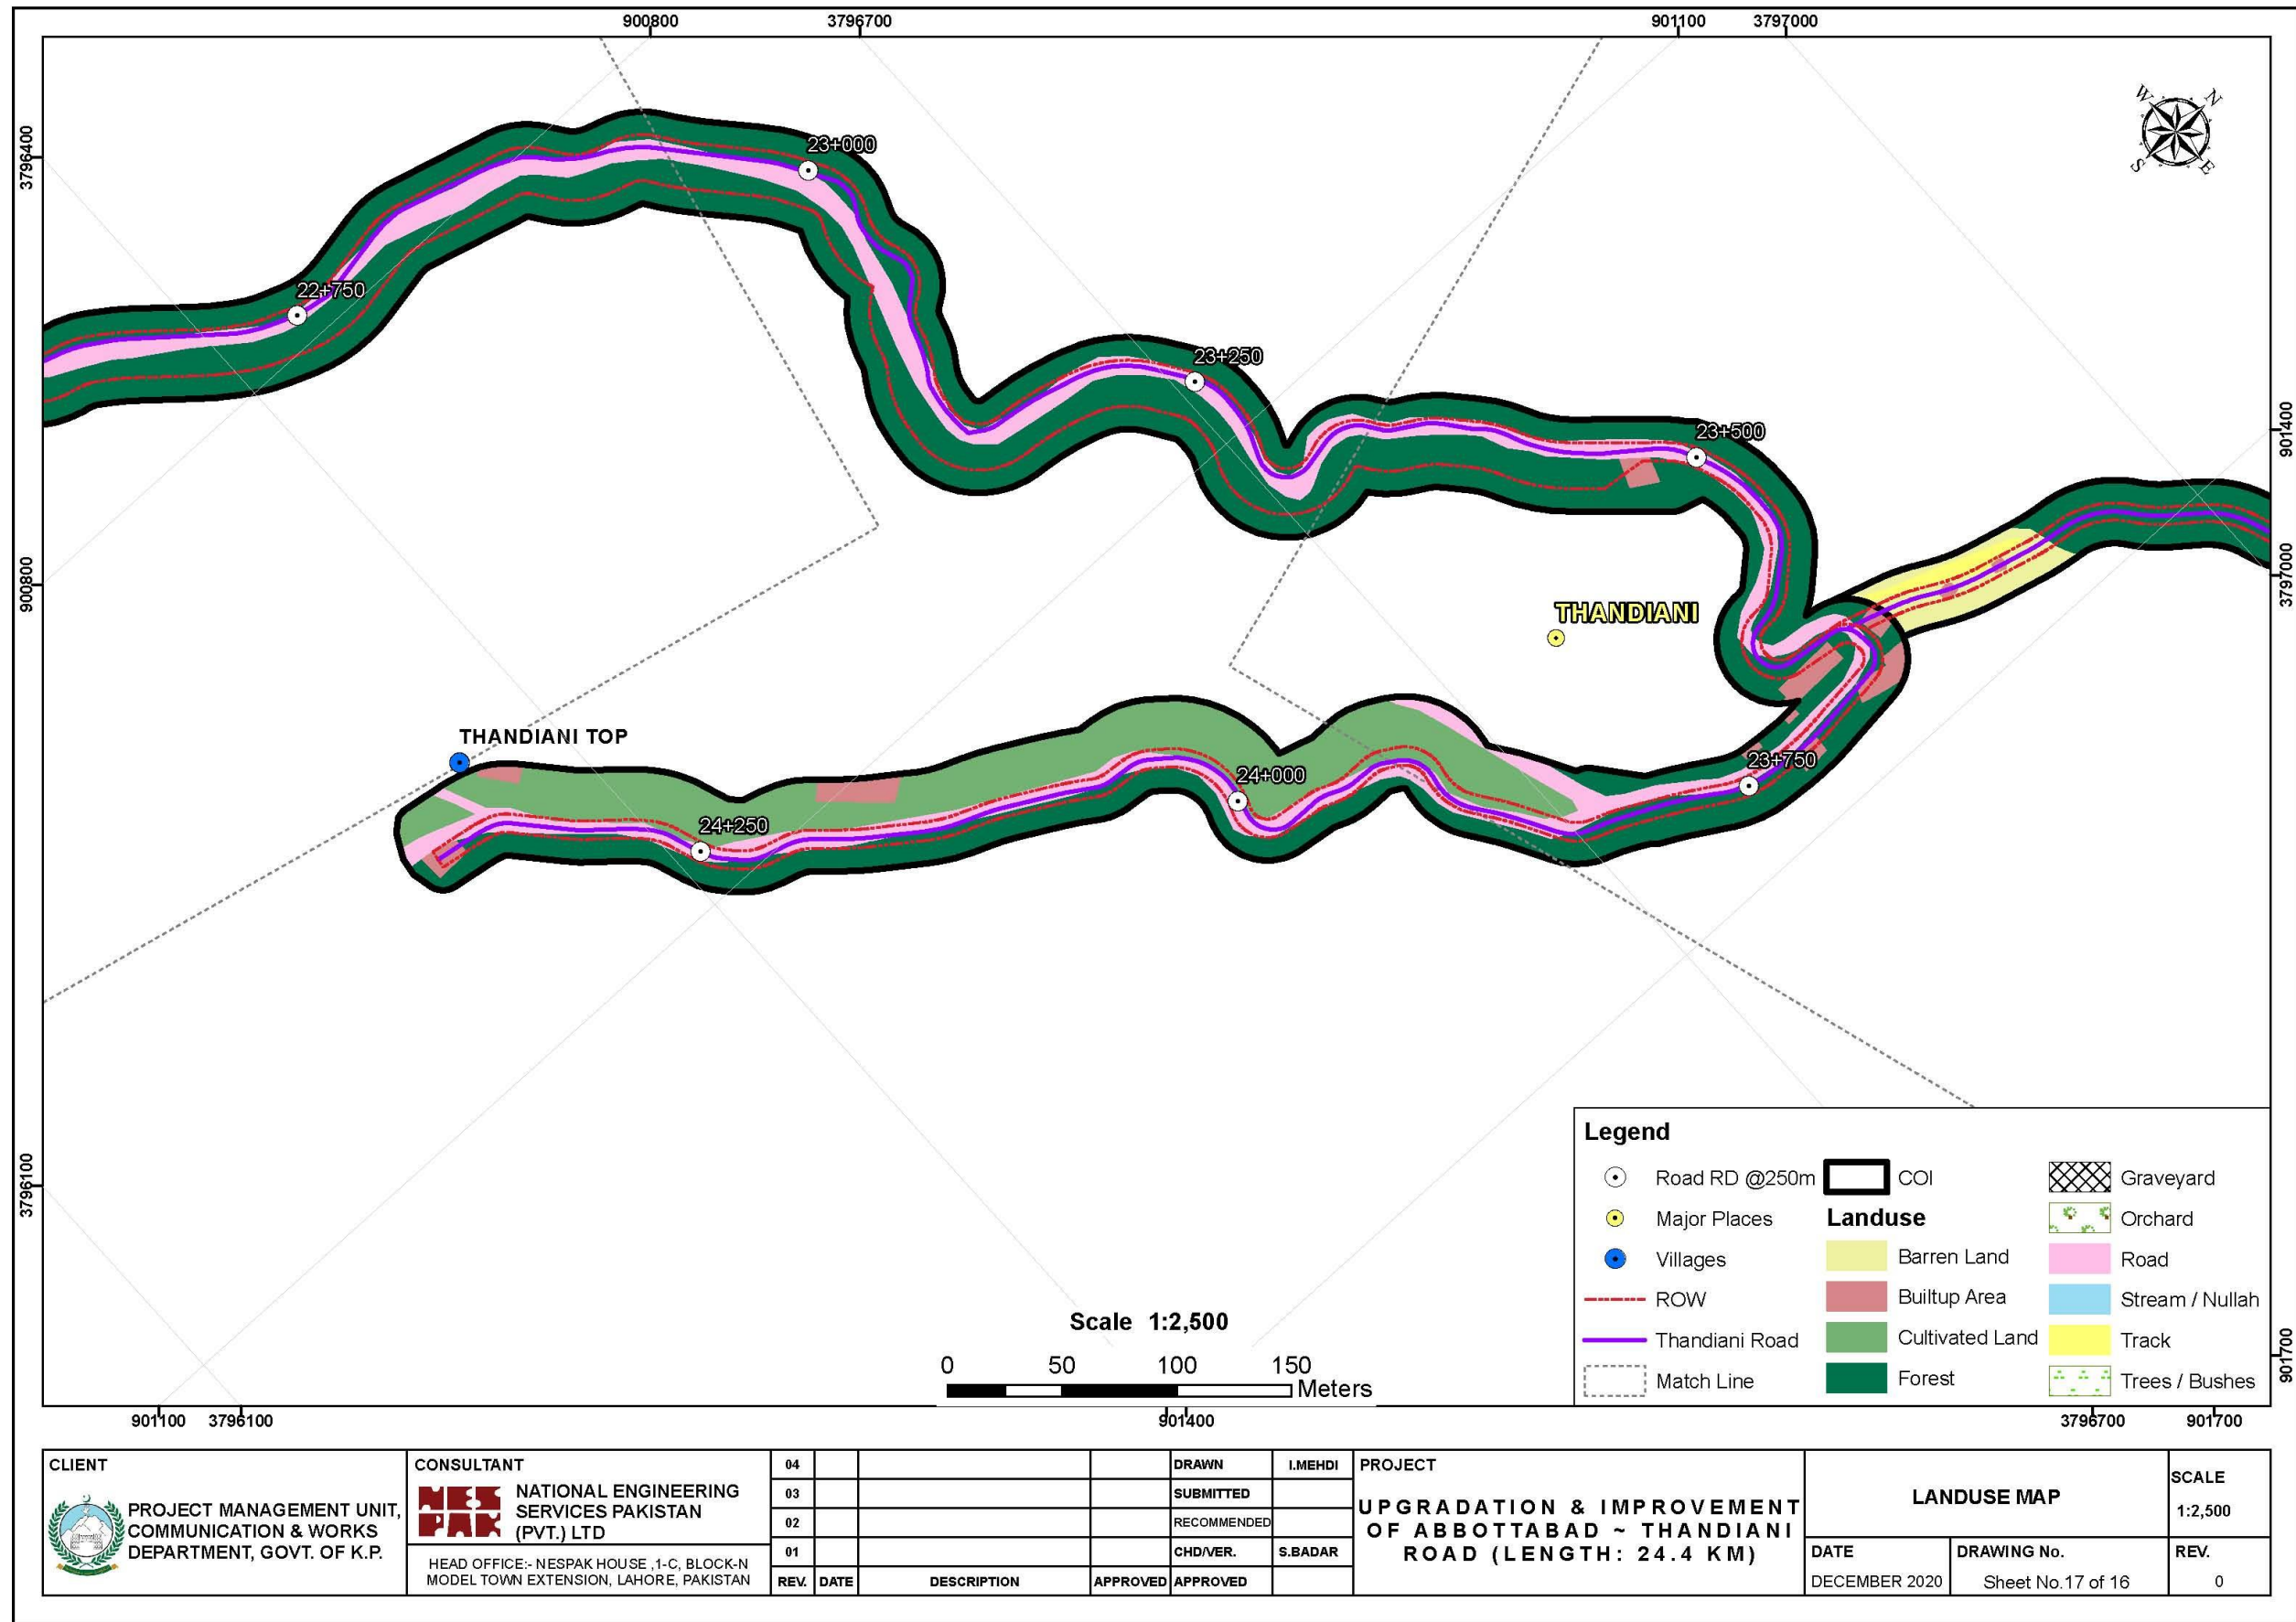 900800
3796700
901100
3797000
3796400
900800
3796100
901400
3797000
901700
W
N
S
E
23+000
22+750
23+250
23+500
THANDIANI
THANDIANI TOP
23+750
24+000
24+250
Scale 1:2,500
0 50 100 150
Meters
Legend
Road RD @250m
Major Places
Villages
ROW
Thandiani Road
Match Line
COI
Landuse
Barren Land
Builtup Area
Cultivated Land
Forest
Graveyard
Orchard
Road
Stream / Nullah
Track
Trees / Bushes
901100
3796100
901400
3796700
901700
CLIENT
PROJECT MANAGEMENT UNIT,
COMMUNICATION & WORKS
DEPARTMENT, GOVT. OF K.P.
CONSULTANT
NES
PAK
NATIONAL ENGINEERING
SERVICES PAKISTAN
(PVT.) LTD
HEAD OFFICE:- NESPAK HOUSE ,1-C, BLOCK-N
MODEL TOWN EXTENSION, LAHORE, PAKISTAN
04 DRAWN I.MEHDI
03 SUBMITTED
02 RECOMMENDED
01 CHD/VER. S.BADAR
REV. DATE DESCRIPTION APPROVED APPROVED
PROJECT
UPGRADATION & IMPROVEMENT
OF ABBOTTABAD ~ THANDIANI
ROAD (LENGTH: 24.4 KM)
LANDUSE MAP
SCALE
1:2,500
DATE
DECEMBER 2020
DRAWING No.
Sheet No.17 of 16
REV.
0